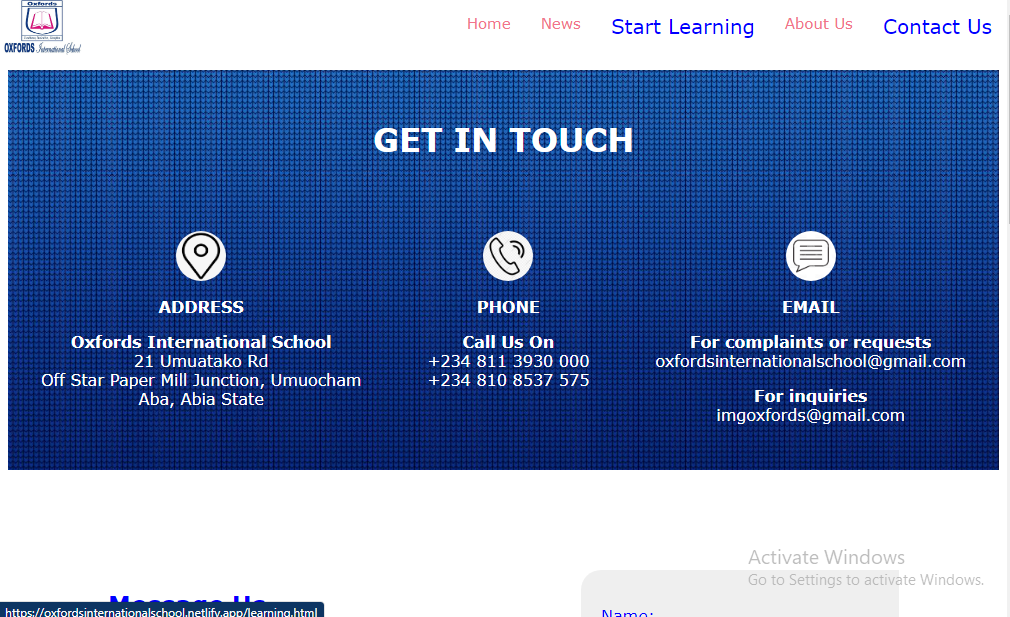 Oxfords
OXFORDS International School
Home News Start Learning About Us Contact Us
GET IN TOUCH
ADDRESS
Oxfords International School
21 Umuatako Rd
Off Star Paper Mill Junction, Umuocham
Aba, Abia State
PHONE
Call Us On
+234 811 3930 000
+234 810 8537 575
EMAIL
For complaints or requests
oxfordsinternationalschool@gmail.com
For inquiries
imgoxfords@gmail.com
Activate Windows
Go to Settings to activate Windows.
Message Us
Name:
https://oxfordsinternationalschool.netlify.app/learning.html